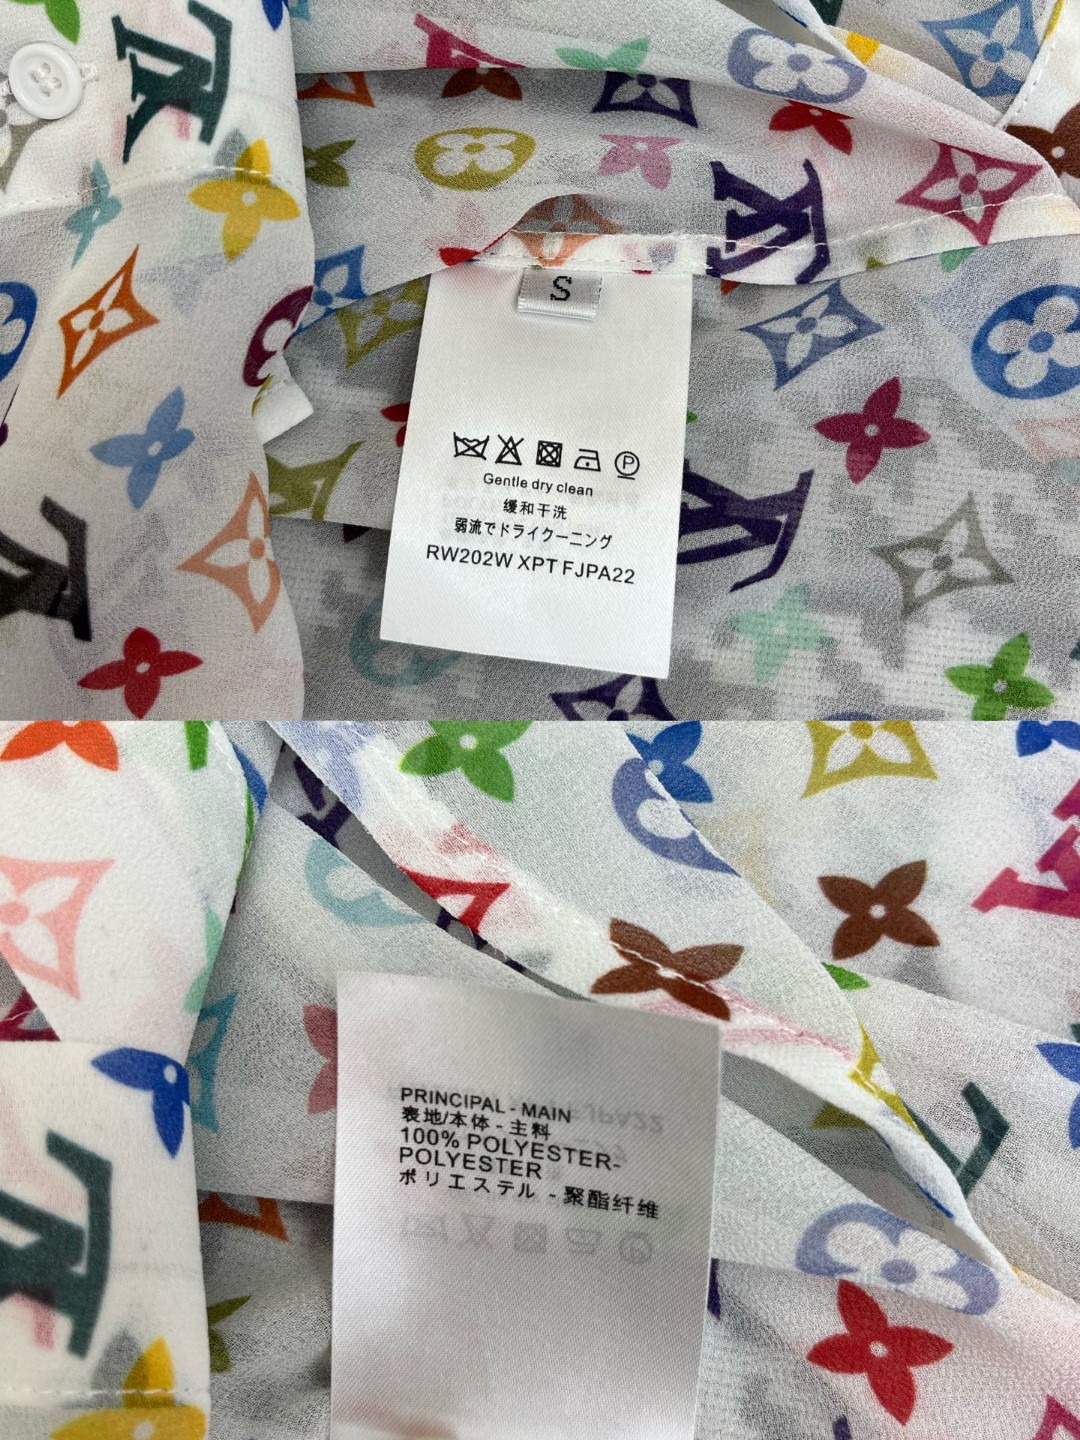 S
Gentle dry clean
缓和干洗
弱流でドライクーニング
RW202W XPT FJPA22
PRINCIPAL - MAIN
表地/本体 - 主料
100% POLYESTER-
POLYESTER
ポリエステル - 聚酯纤维